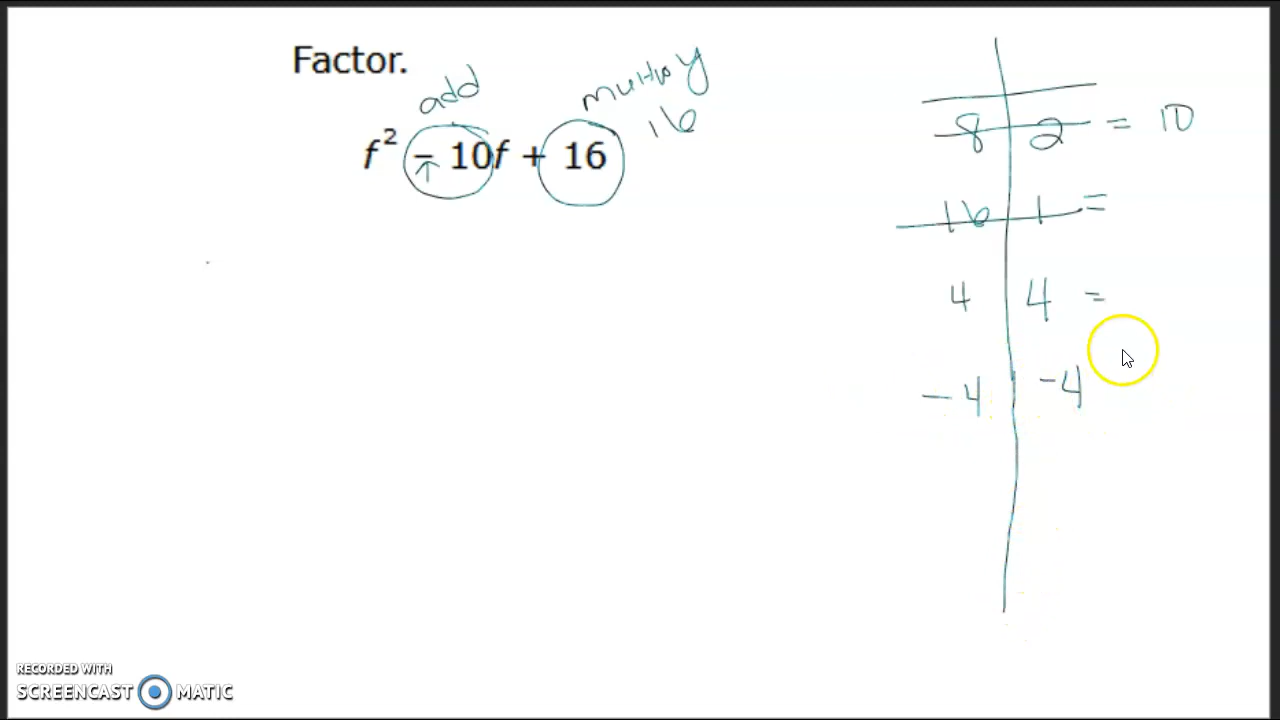 Factor.
add
multiply
16
f² − 10f + 16
8 2 = 10
16 1 =
4 4 =
-4 -4
RECORDED WITH
SCREENCAST MATIC